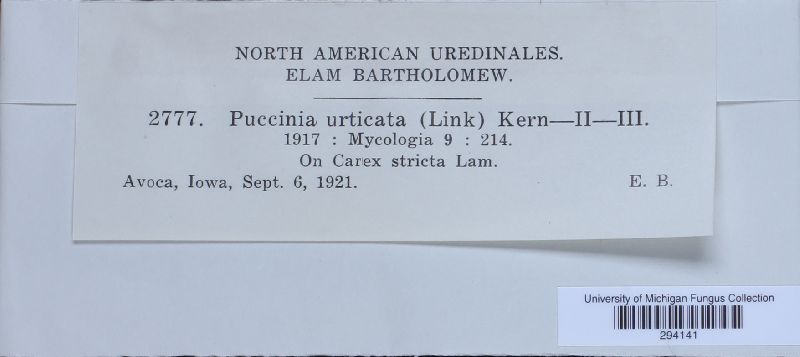 NORTH AMERICAN UREDINALES.
ELAM BARTHOLOMEW.
2777. Puccinia urticata (Link) Kern—II—III.
1917 : Mycologia 9 : 214.
On Carex stricta Lam.
Avoca, Iowa, Sept. 6, 1921. E. B.
University of Michigan Fungus Collection
294141